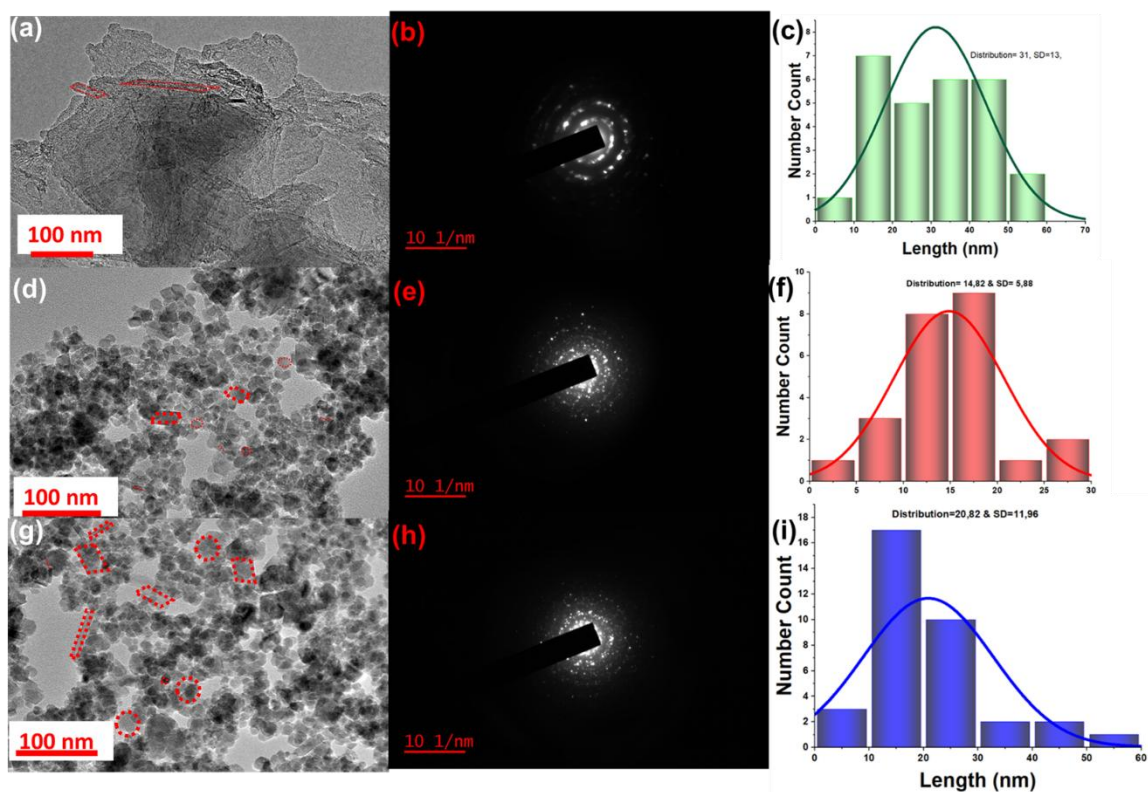 (a)
100 nm
(b)
10 1/nm
(c)
Distribution= 31, SD=13,
Number Count
8
7
6
5
4
3
2
1
0
0 10 20 30 40 50 60 70
Length (nm)
(d)
100 nm
(e)
10 1/nm
(f)
Distribution= 14,82 & SD= 5,88
Number Count
10
8
6
4
2
0
0 5 10 15 20 25 30
(g)
100 nm
(h)
10 1/nm
(i)
Distribution=20,82 & SD=11,96
Number Count
18
16
14
12
10
8
6
4
2
0
0 10 20 30 40 50 60
Length (nm)